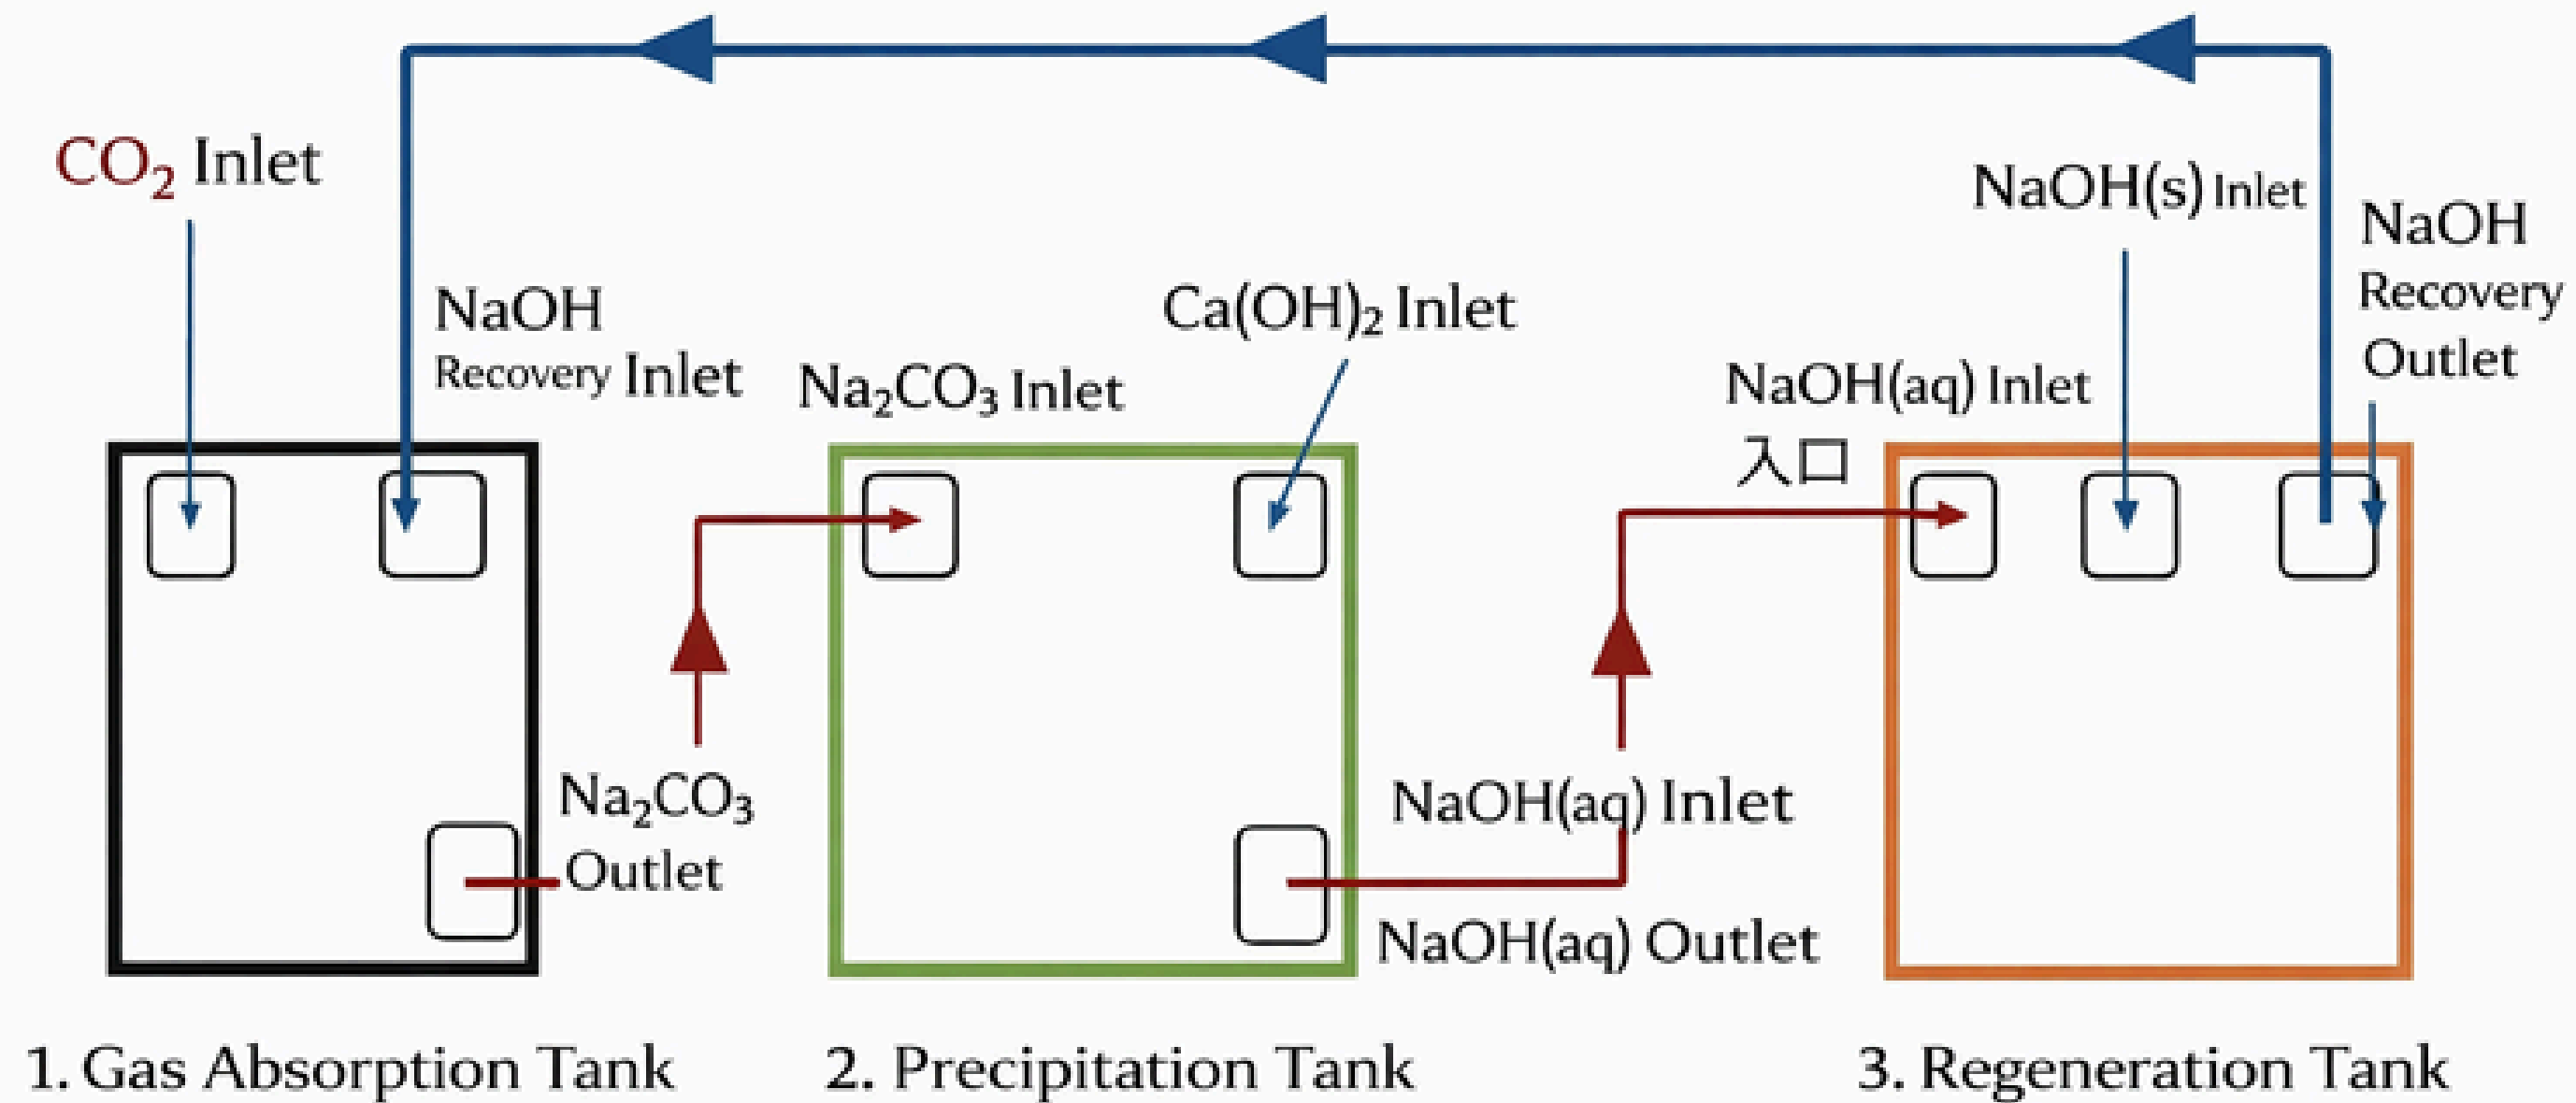 CO₂ Inlet
NaOH(s) Inlet
NaOH
Recovery
Outlet
NaOH
Recovery Inlet
Ca(OH)₂ Inlet
Na₂CO₃ Inlet
NaOH(aq) Inlet
入口
Na₂CO₃
Outlet
NaOH(aq) Inlet
NaOH(aq) Outlet
1. Gas Absorption Tank
2. Precipitation Tank
3. Regeneration Tank